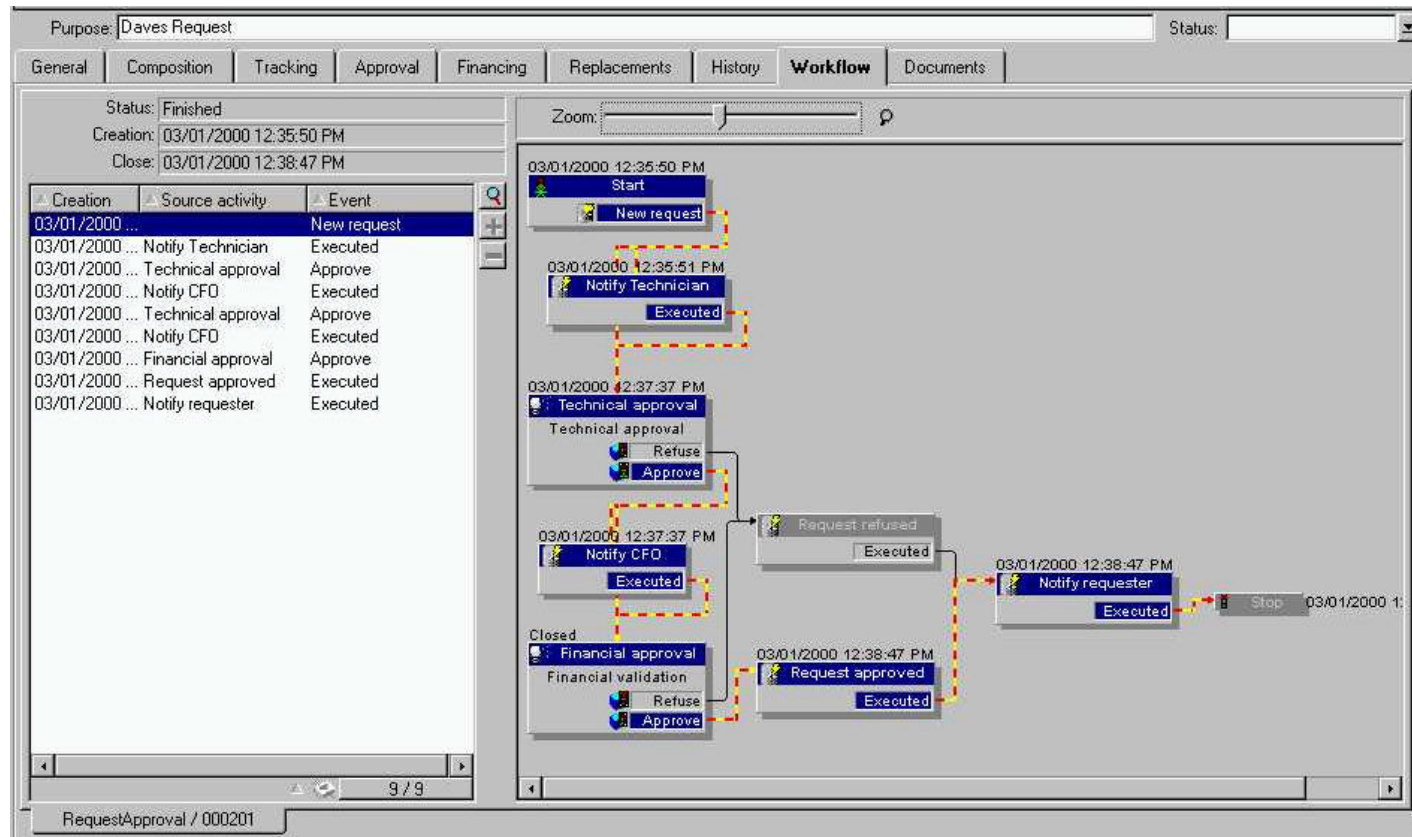 Purpose: Daves Request Status:
General Composition Tracking Approval Financing Replacements History Workflow Documents
Status: Finished
Creation: 03/01/2000 12:35:50 PM
Close: 03/01/2000 12:38:47 PM
Creation Source activity Event
03/01/2000 ... New request
03/01/2000 ... Notify Technician Executed
03/01/2000 ... Technical approval Approve
03/01/2000 ... Notify CFO Executed
03/01/2000 ... Technical approval Approve
03/01/2000 ... Notify CFO Executed
03/01/2000 ... Financial approval Approve
03/01/2000 ... Request approved Executed
03/01/2000 ... Notify requester Executed
9 / 9
RequestApproval / 000201
Zoom:
03/01/2000 12:35:50 PM
Start
New request
03/01/2000 12:35:51 PM
Notify Technician
Executed
03/01/2000 12:37:37 PM
Technical approval
Technical approval
Refuse
Approve
03/01/2000 12:37:37 PM
Notify CFO
Executed
Closed
Financial approval
Financial validation
Refuse
Approve
Request refused
Executed
03/01/2000 12:38:47 PM
Request approved
Executed
03/01/2000 12:38:47 PM
Notify requester
Executed
Stop 03/01/2000 1